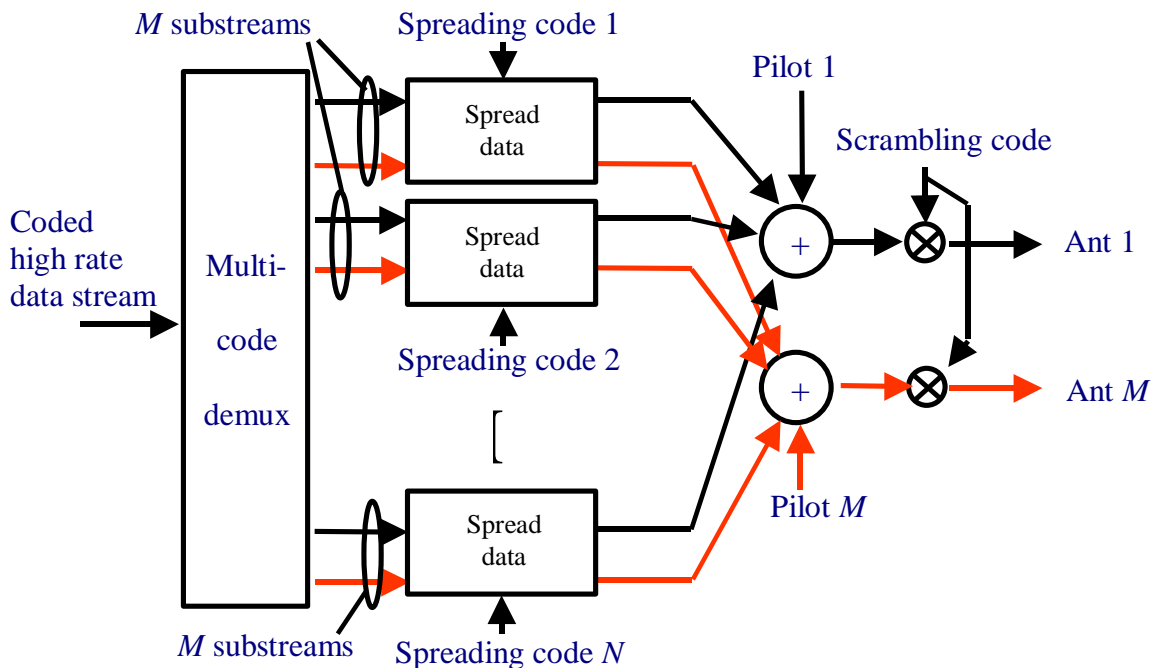 M substreams
Spreading code 1
Pilot 1
Spread
data
Scrambling code
Coded
high rate
data stream
Multi-
code
demux
Spread
data
+
Ant 1
Spreading code 2
+
Ant M
Spread
data
Pilot M
M substreams
Spreading code N